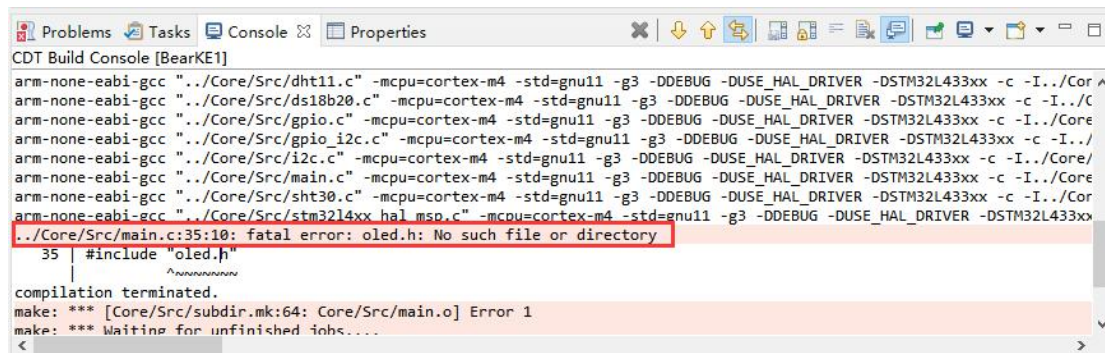 Problems Tasks Console Properties
CDT Build Console [BearKE1]
arm-none-eabi-gcc "../Core/Src/dht11.c" -mcpu=cortex-m4 -std=gnu11 -g3 -DDEBUG -DUSE_HAL_DRIVER -DSTM32L433xx -c -I../Cor
arm-none-eabi-gcc "../Core/Src/ds18b20.c" -mcpu=cortex-m4 -std=gnu11 -g3 -DDEBUG -DUSE_HAL_DRIVER -DSTM32L433xx -c -I../C
arm-none-eabi-gcc "../Core/Src/gpio.c" -mcpu=cortex-m4 -std=gnu11 -g3 -DDEBUG -DUSE_HAL_DRIVER -DSTM32L433xx -c -I../Core
arm-none-eabi-gcc "../Core/Src/gpio_i2c.c" -mcpu=cortex-m4 -std=gnu11 -g3 -DDEBUG -DUSE_HAL_DRIVER -DSTM32L433xx -c -I../
arm-none-eabi-gcc "../Core/Src/i2c.c" -mcpu=cortex-m4 -std=gnu11 -g3 -DDEBUG -DUSE_HAL_DRIVER -DSTM32L433xx -c -I../Core/
arm-none-eabi-gcc "../Core/Src/main.c" -mcpu=cortex-m4 -std=gnu11 -g3 -DDEBUG -DUSE_HAL_DRIVER -DSTM32L433xx -c -I../Core
arm-none-eabi-gcc "../Core/Src/sht30.c" -mcpu=cortex-m4 -std=gnu11 -g3 -DDEBUG -DUSE_HAL_DRIVER -DSTM32L433xx -c -I../Cor
arm-none-eabi-gcc "../Core/Src/stm32l4xx_hal_msp.c" -mcpu=cortex-m4 -std=gnu11 -g3 -DDEBUG -DUSE_HAL_DRIVER -DSTM32L433xx
../Core/Src/main.c:35:10: fatal error: oled.h: No such file or directory
35 | #include "oled.h"
| ^~~~~~~~
compilation terminated.
make: *** [Core/Src/subdir.mk:64: Core/Src/main.o] Error 1
make: *** Waiting for unfinished jobs....